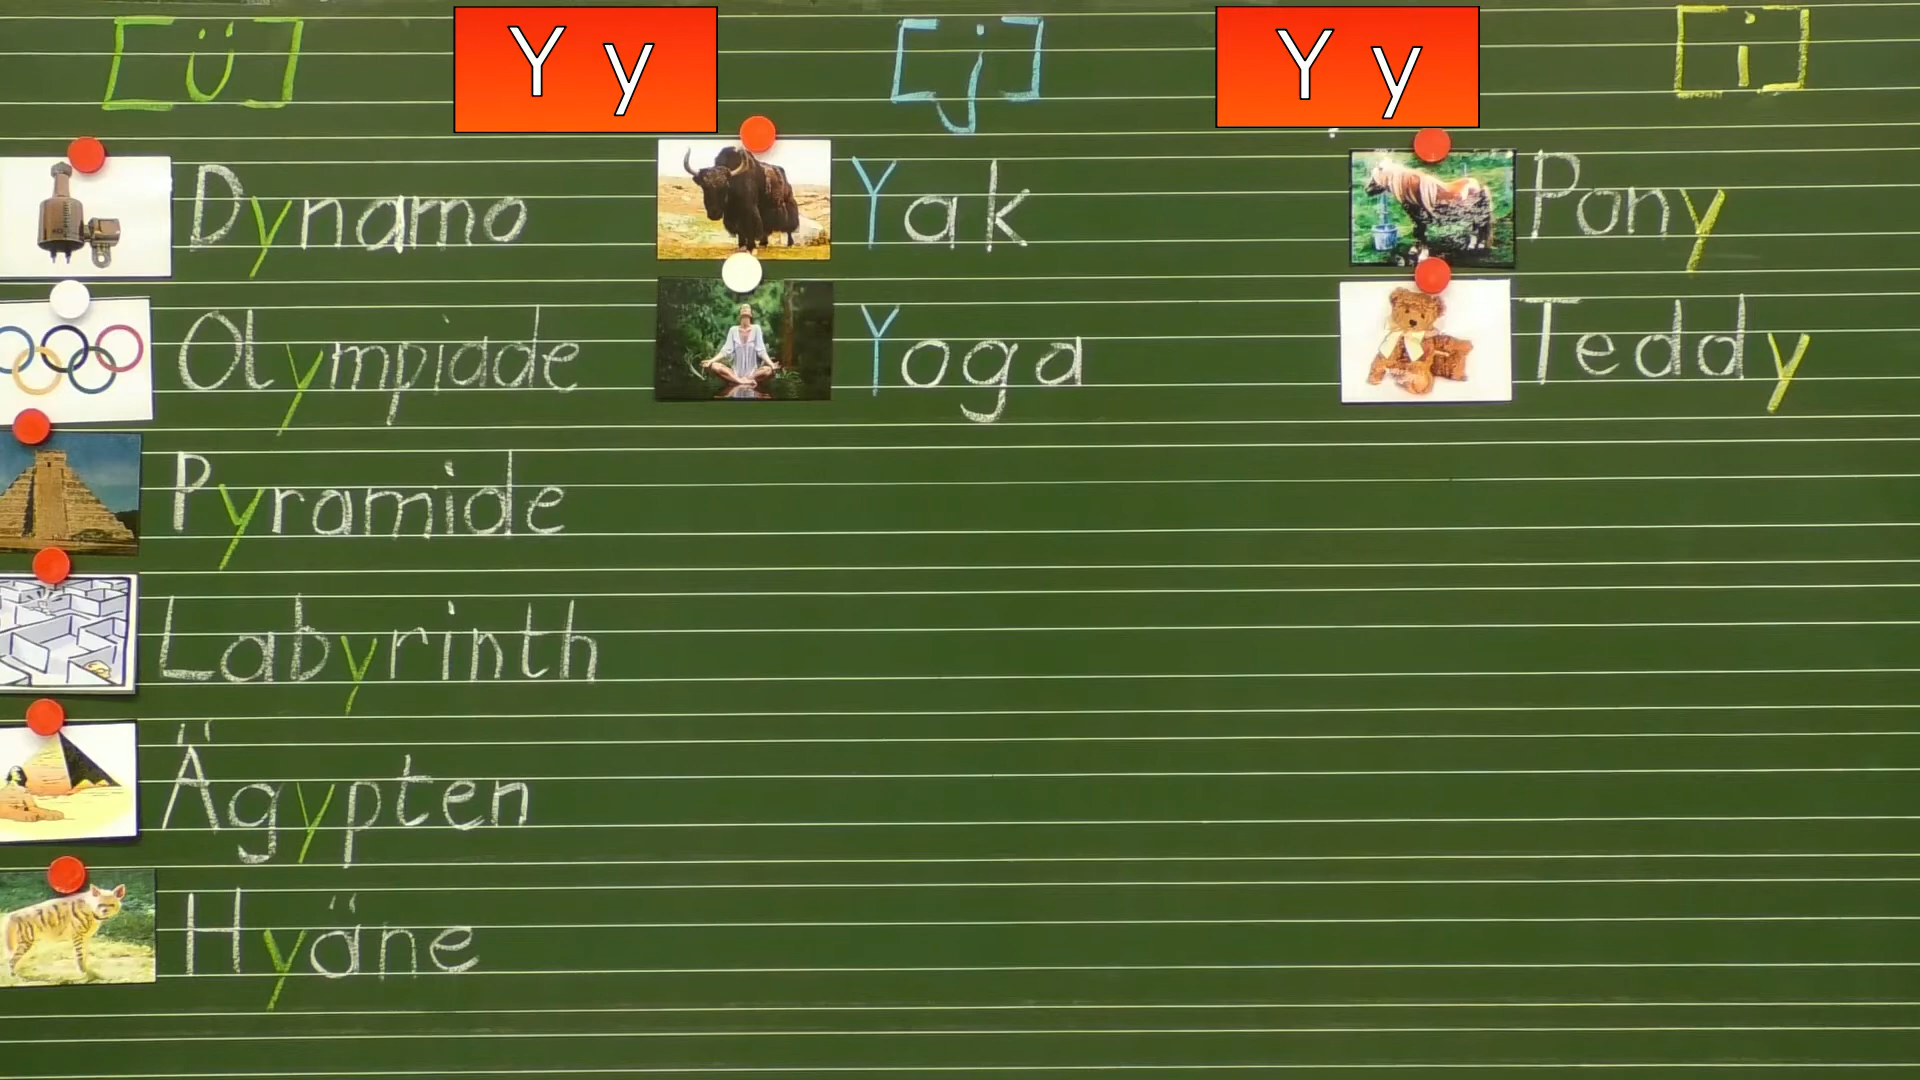 [ü] Y y [j] Y y [i]
Dynamo Yak Pony
Olympiade Yoga Teddy
Pyramide
Labyrinth
Ägypten
Hyäne